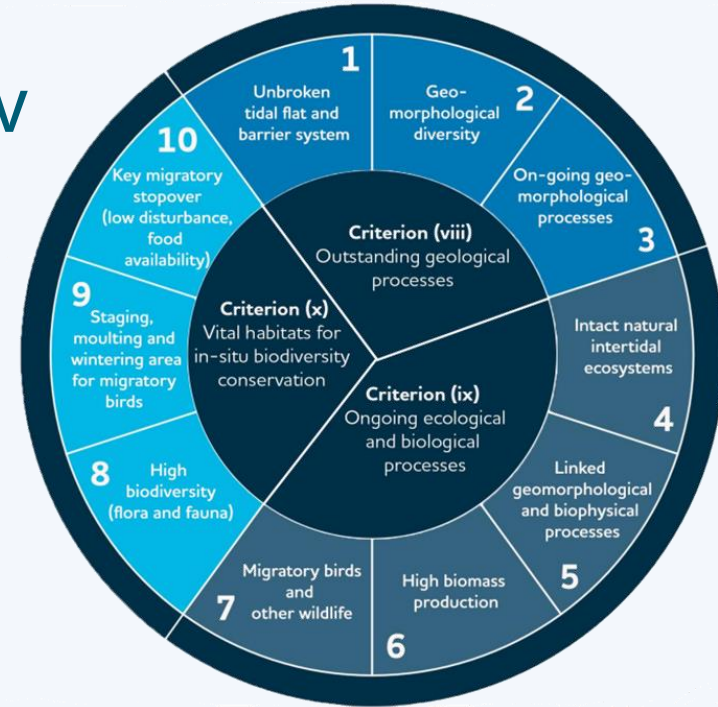 v
1
Unbroken
tidal flat and
barrier system
2
Geo-
morphological
diversity
On-going geo-
morphological
processes
3
Intact natural
intertidal
ecosystems
4
Linked
geomorphological
and biophysical
processes
5
High biomass
production
6
Migratory birds
and
other wildlife
7
8
High
biodiversity
(flora and fauna)
9
Staging,
moulting and
wintering area
for migratory
birds
10
Key migratory
stopover
(low disturbance,
food
availability)
Criterion (viii)
Outstanding geological
processes
Criterion (ix)
Ongoing ecological
and biological
processes
Criterion (x)
Vital habitats for
in-situ biodiversity
conservation